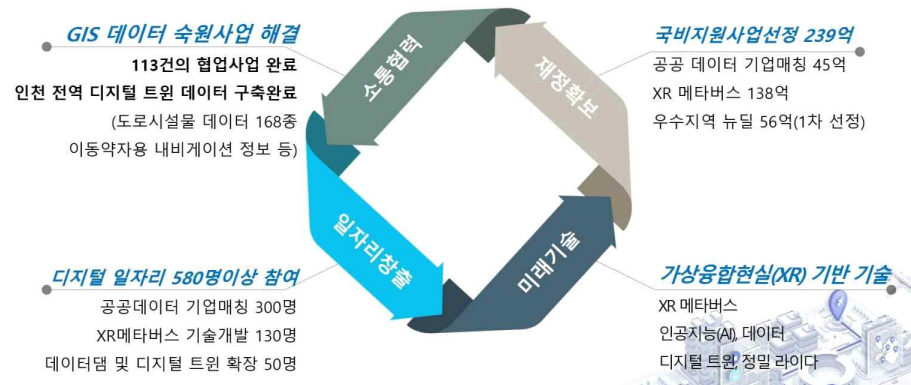 GIS 데이터 숙원사업 해결
113건의 협업사업 완료
인천 전역 디지털 트윈 데이터 구축완료
(도로시설물 데이터 168종
이동약자용 내비게이션 정보 등)
국비지원사업선정 239억
공공 데이터 기업매칭 45억
XR 메타버스 138억
우수지역 뉴딜 56억(1차 선정)
소통협력
재정확보
일자리창출
미래기술
디지털 일자리 580명이상 참여
공공데이터 기업매칭 300명
XR메타버스 기술개발 130명
데이터댐 및 디지털 트윈 확장 50명
가상융합현실(XR) 기반 기술
XR 메타버스
인공지능(AI), 데이터
디지털 트윈, 정밀 라이다